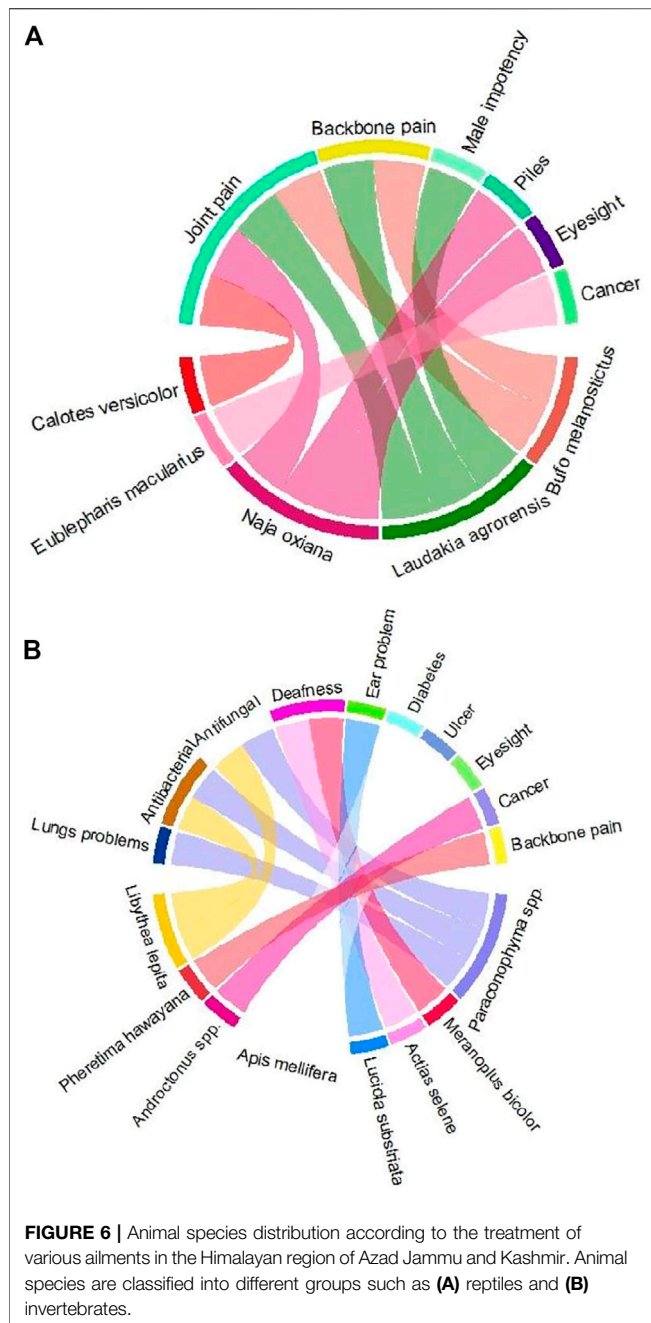 A
Backbone pain
Male impotency
Joint pain
Piles
Eyesight
Cancer
Calotes versicolor
Eublepharis macularius
Naja oxiana
Laudakia agrorensis
Bufo melanostictus
B
Deafness
Ear problem
Diabetes
Ulcer
Eyesight
Cancer
Backbone pain
Antifungal
Antibacterial
Lungs problems
Libythea lepita
Pheretima hawayana
Androctonus spp.
Apis mellifera
Luciola substriata
Actias selene
Meranoplus bicolor
Paraconophyma spp.
FIGURE 6 | Animal species distribution according to the treatment of
various ailments in the Himalayan region of Azad Jammu and Kashmir. Animal
species are classified into different groups such as (A) reptiles and (B)
invertebrates.